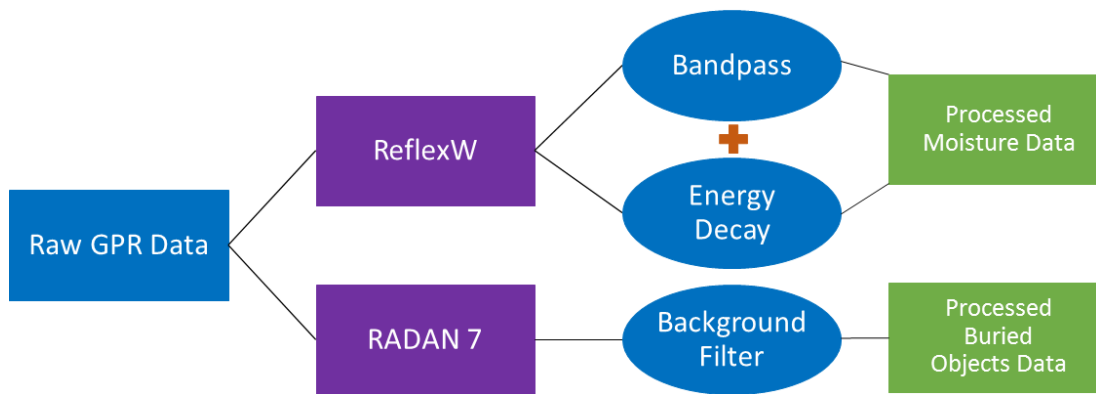 Raw GPR Data
ReflexW
RADAN 7
Bandpass
Energy
Decay
Background
Filter
Processed
Moisture Data
Processed
Buried
Objects Data